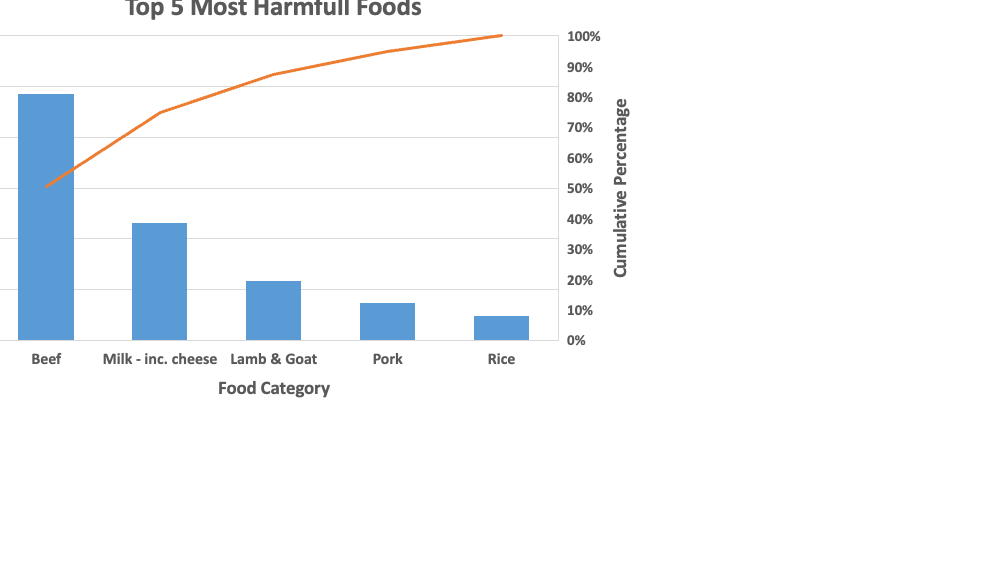 Top 5 Most Harmfull Foods
100%
90%
80%
70%
60%
50%
40%
30%
20%
10%
0%
Cumulative Percentage
Beef Milk - inc. cheese Lamb & Goat Pork Rice
Food Category